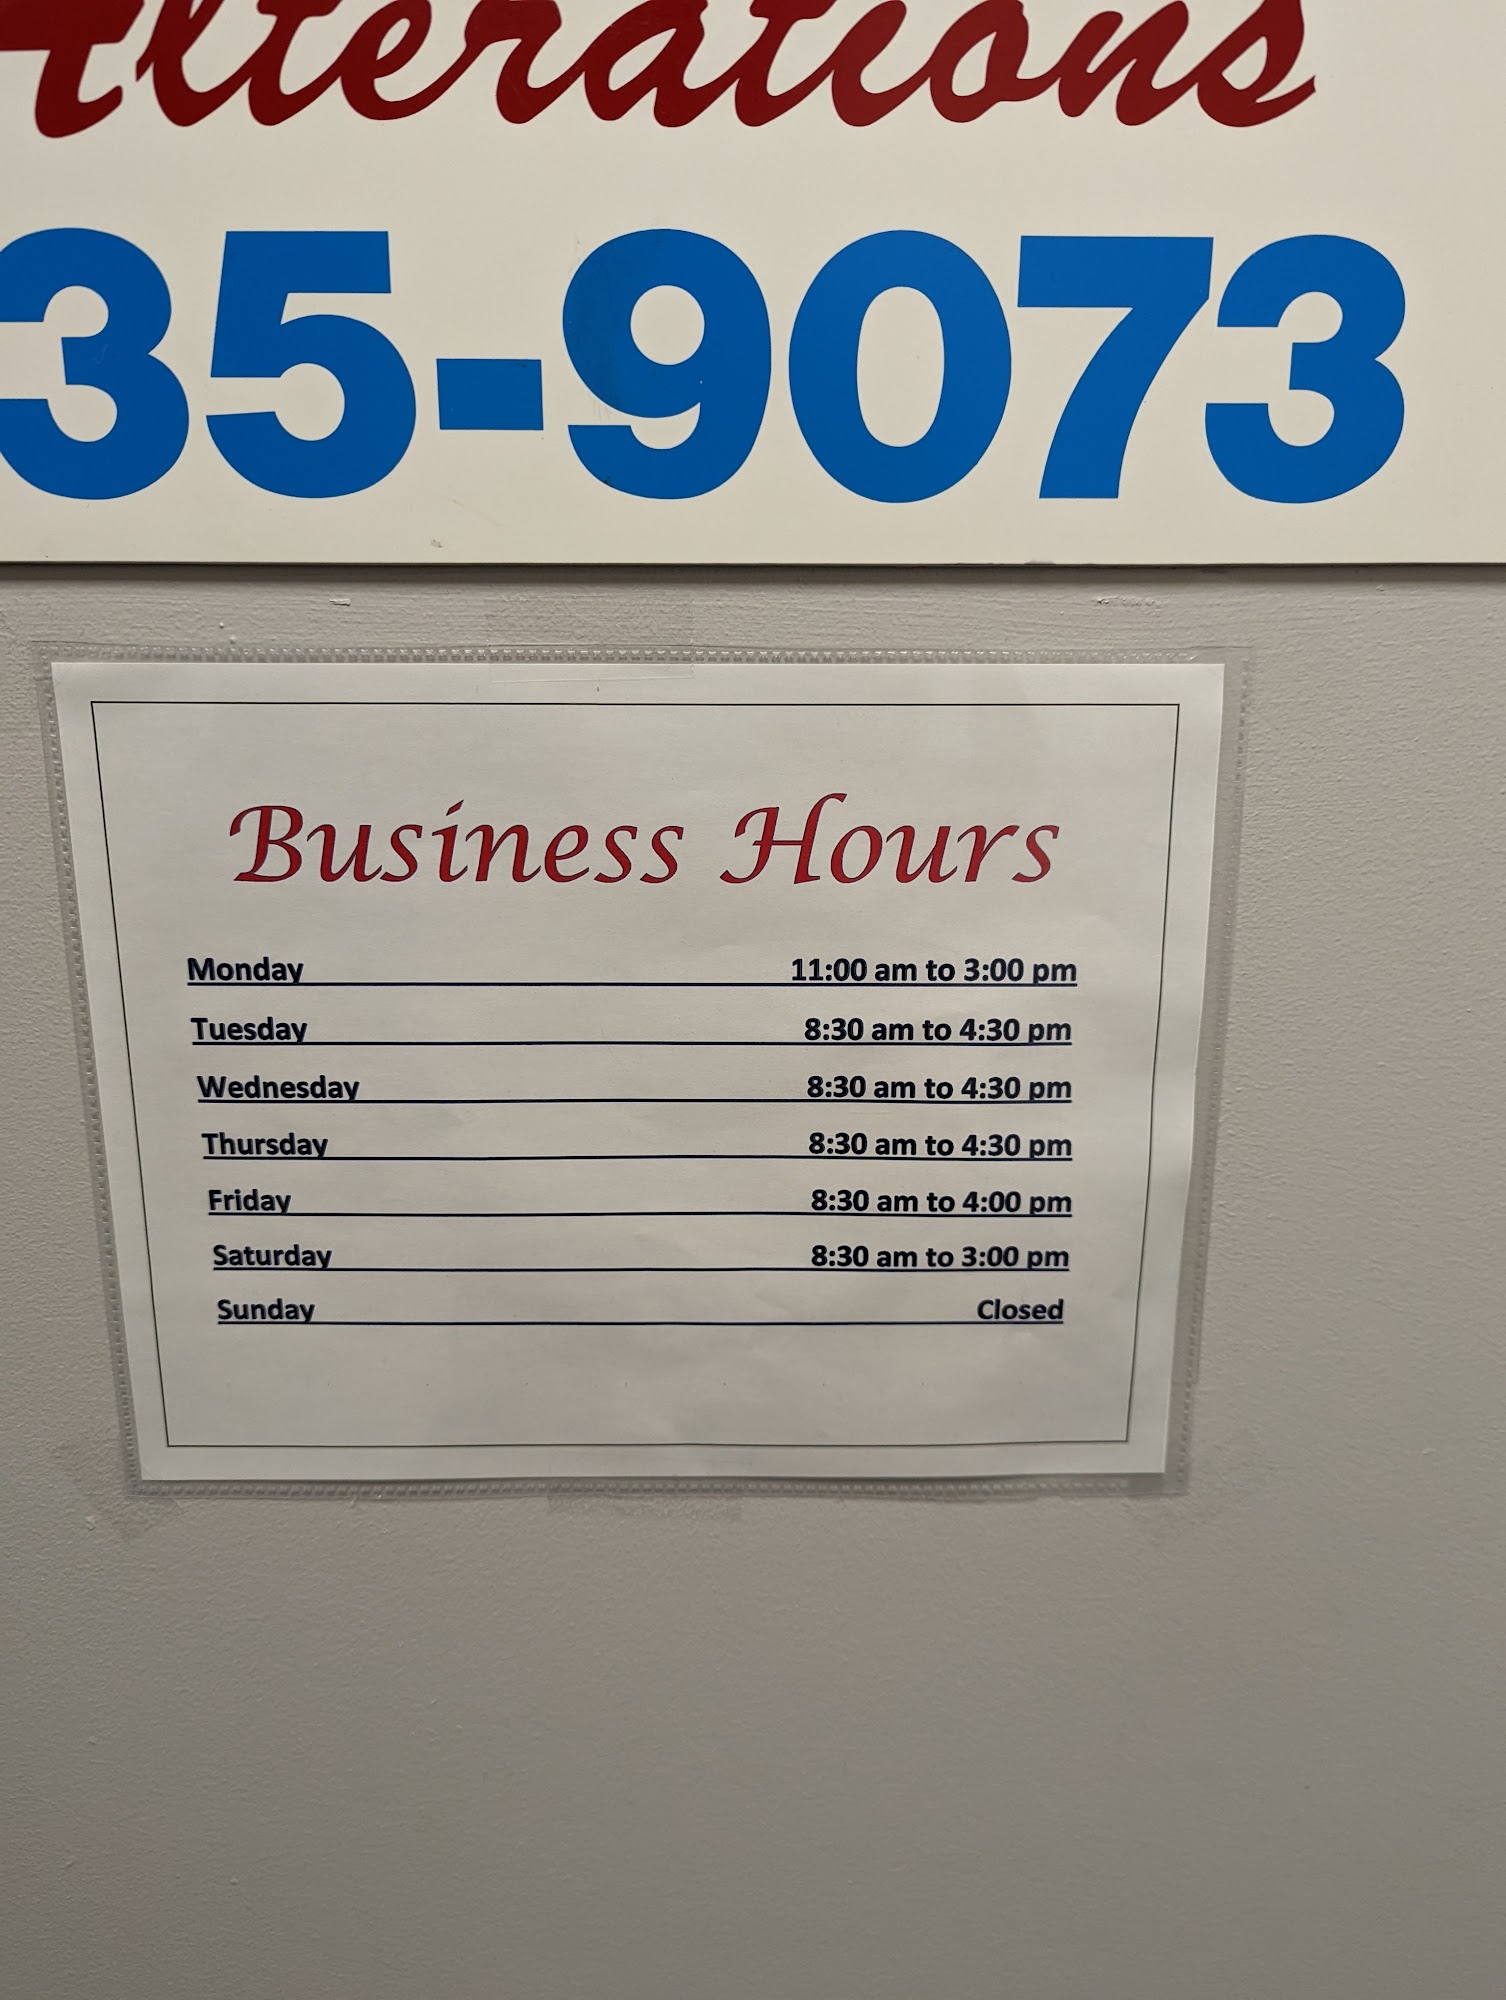 Alterations
35-9073
Business Hours
Monday 11:00 am to 3:00 pm
Tuesday 8:30 am to 4:30 pm
Wednesday 8:30 am to 4:30 pm
Thursday 8:30 am to 4:30 pm
Friday 8:30 am to 4:00 pm
Saturday 8:30 am to 3:00 pm
Sunday Closed